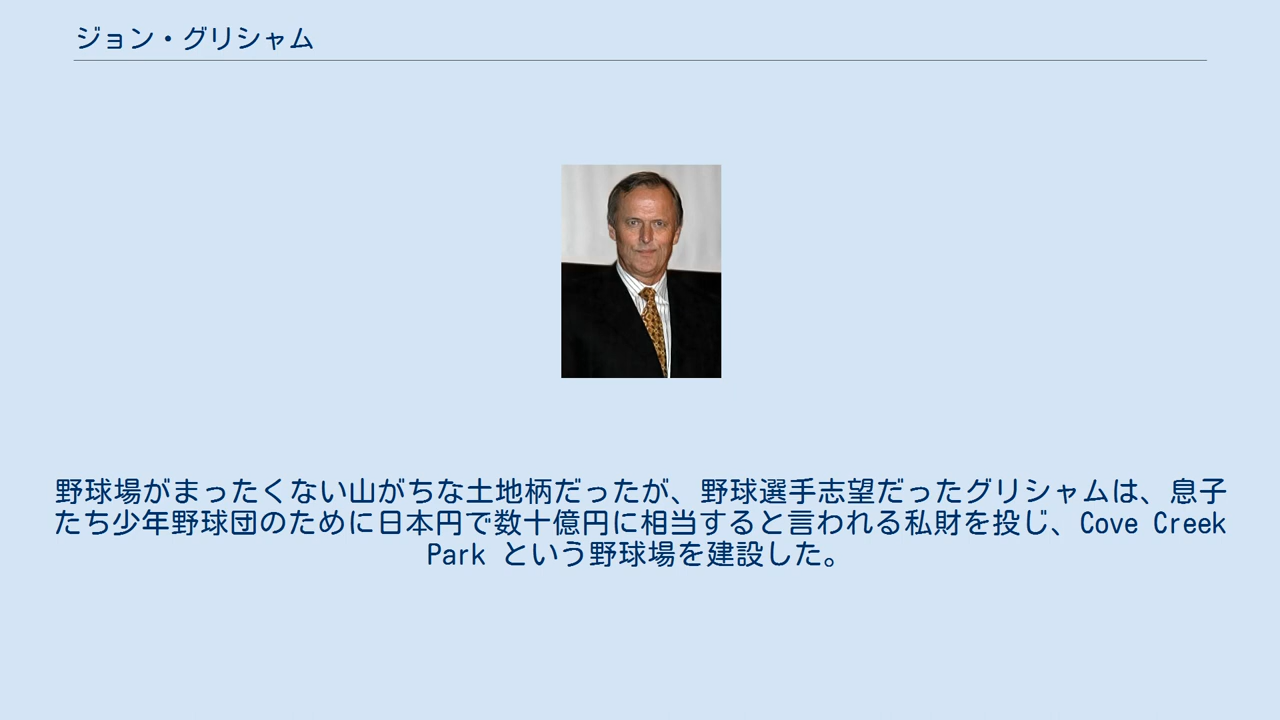 ジョン・グリシャム
野球場がまったくない山がちな土地柄だったが、野球選手志望だったグリシャムは、息子
たち少年野球団のために日本円で数十億円に相当すると言われる私財を投じ、Cove Creek
Park という野球場を建設した。